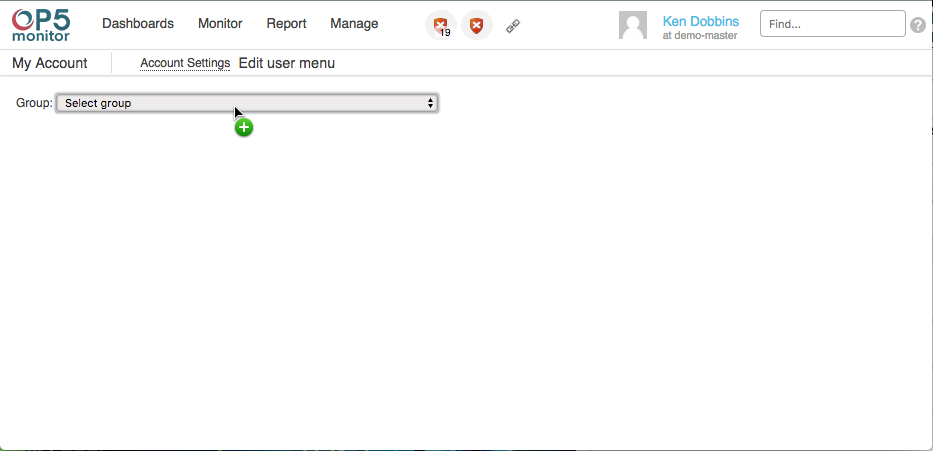 OP5 monitor
Dashboards Monitor Report Manage
19
Ken Dobbins
at demo-master
Find...
?
My Account Account Settings Edit user menu
Group: Select group